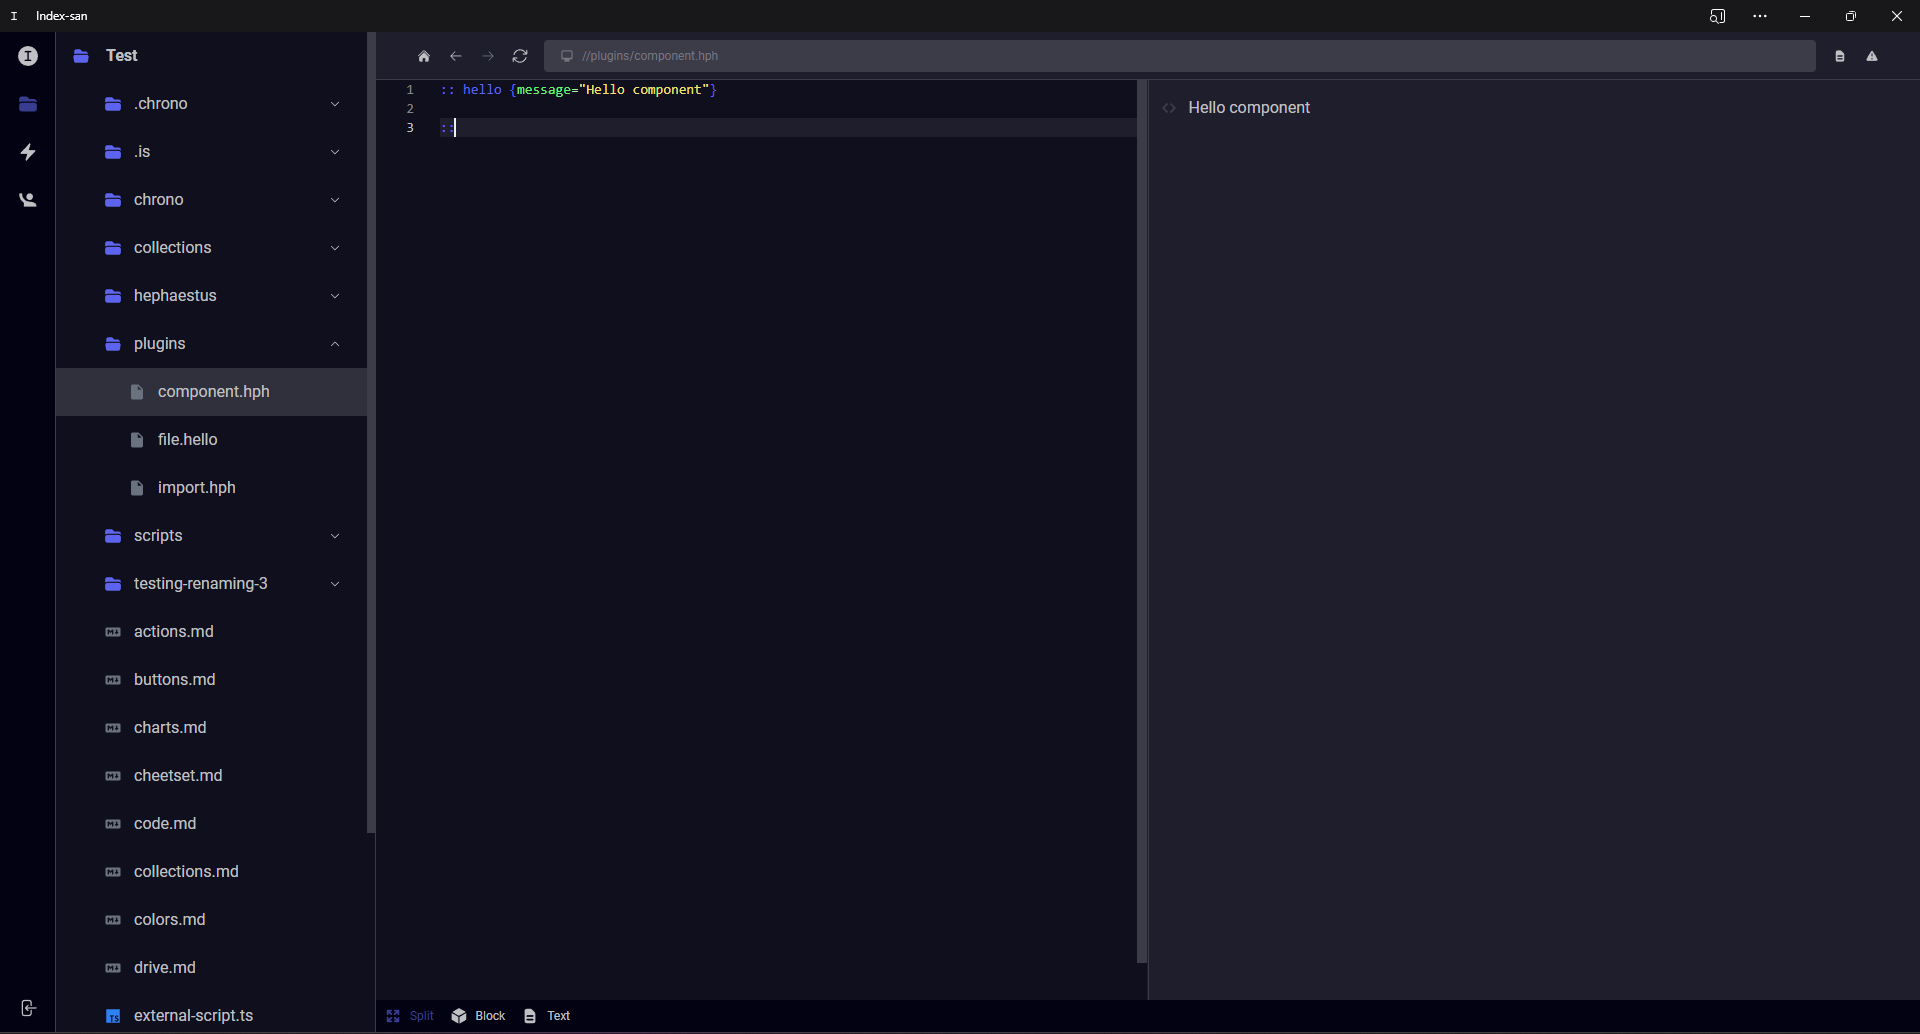 I Index-san
I
Test
.chrono
.is
chrono
collections
hephaestus
plugins
component.hph
file.hello
import.hph
scripts
testing-renaming-3
actions.md
buttons.md
charts.md
cheetset.md
code.md
collections.md
colors.md
drive.md
TS external-script.ts
//plugins/component.hph
1 :: hello {message="Hello component"}
2
3 ::
Hello component
Split Block Text